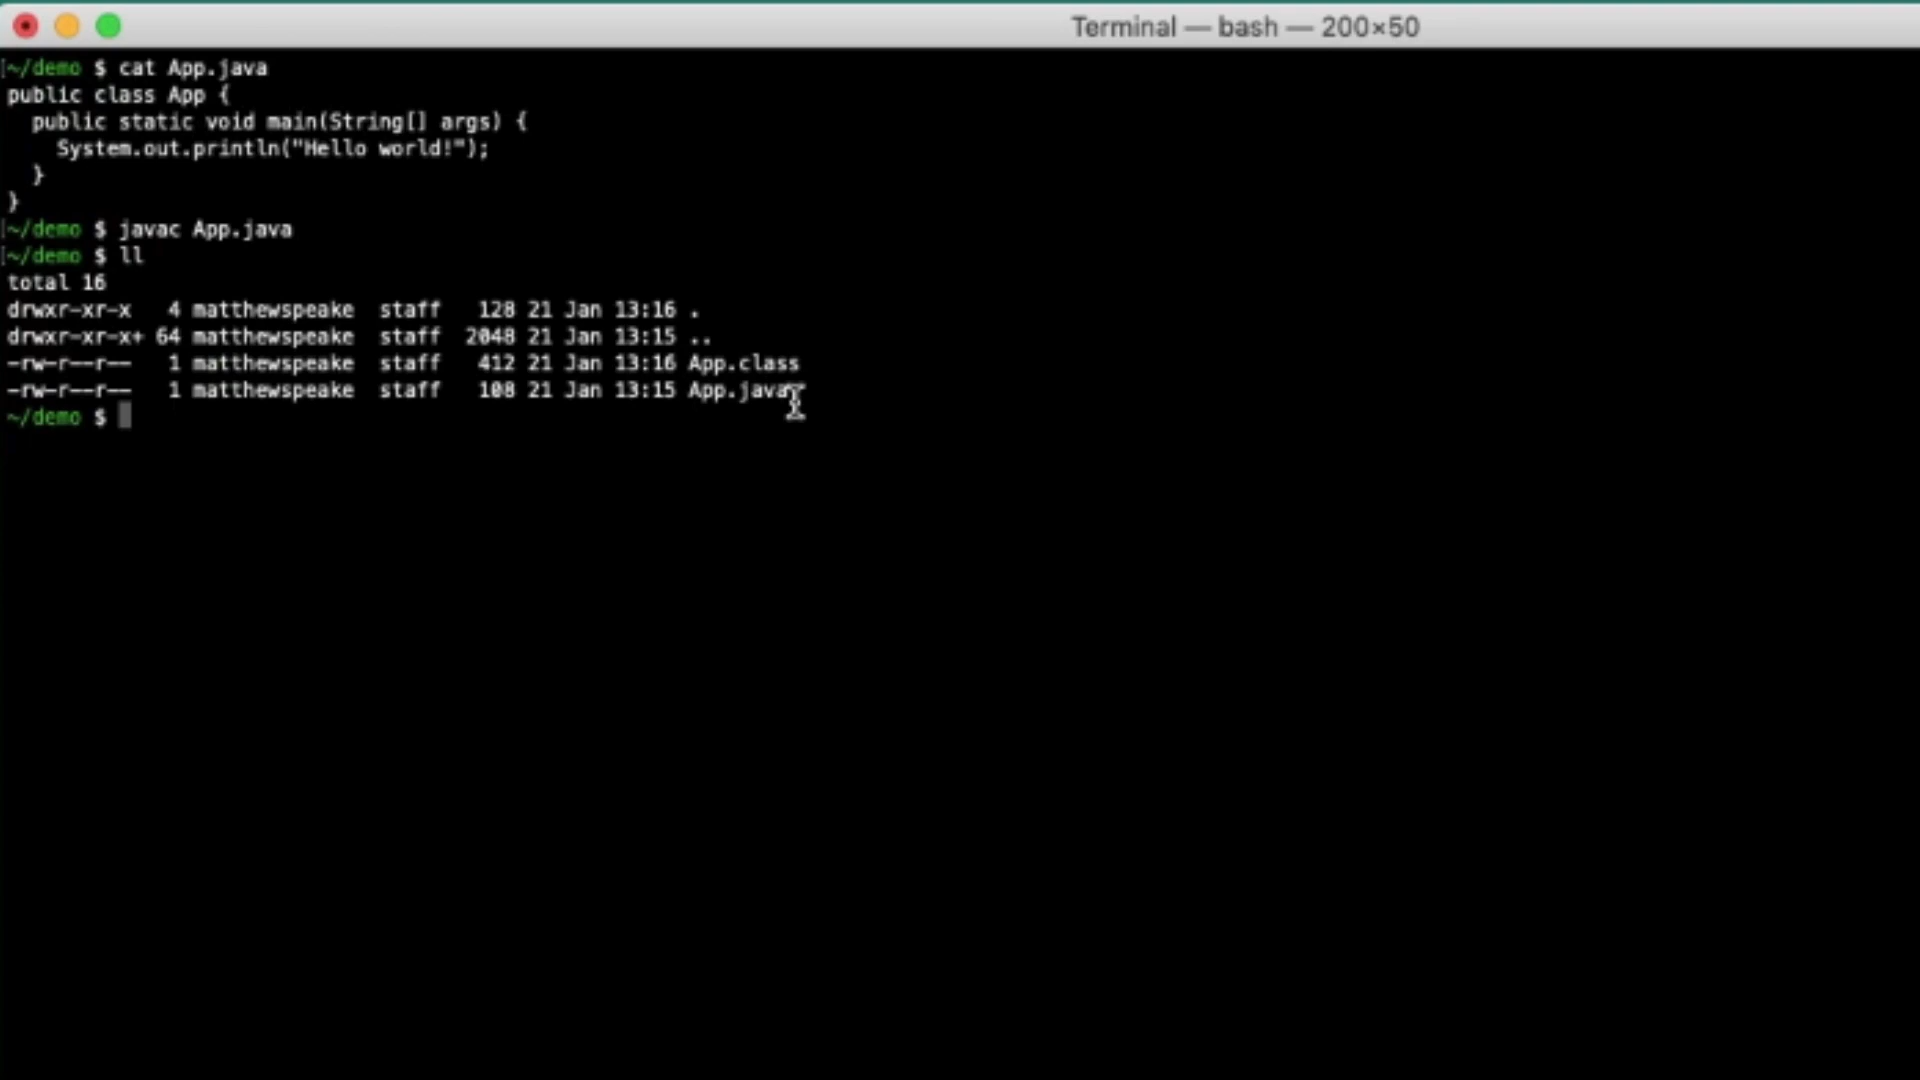 Terminal — bash — 200×50
~/demo $ cat App.java
public class App {
  public static void main(String[] args) {
    System.out.println("Hello world!");
  }
}
~/demo $ javac App.java
~/demo $ ll
total 16
drwxr-xr-x   4 matthewspeake  staff   128 21 Jan 13:16 .
drwxr-xr-x+ 64 matthewspeake  staff  2048 21 Jan 13:15 ..
-rw-r--r--   1 matthewspeake  staff   412 21 Jan 13:16 App.class
-rw-r--r--   1 matthewspeake  staff   108 21 Jan 13:15 App.java
~/demo $